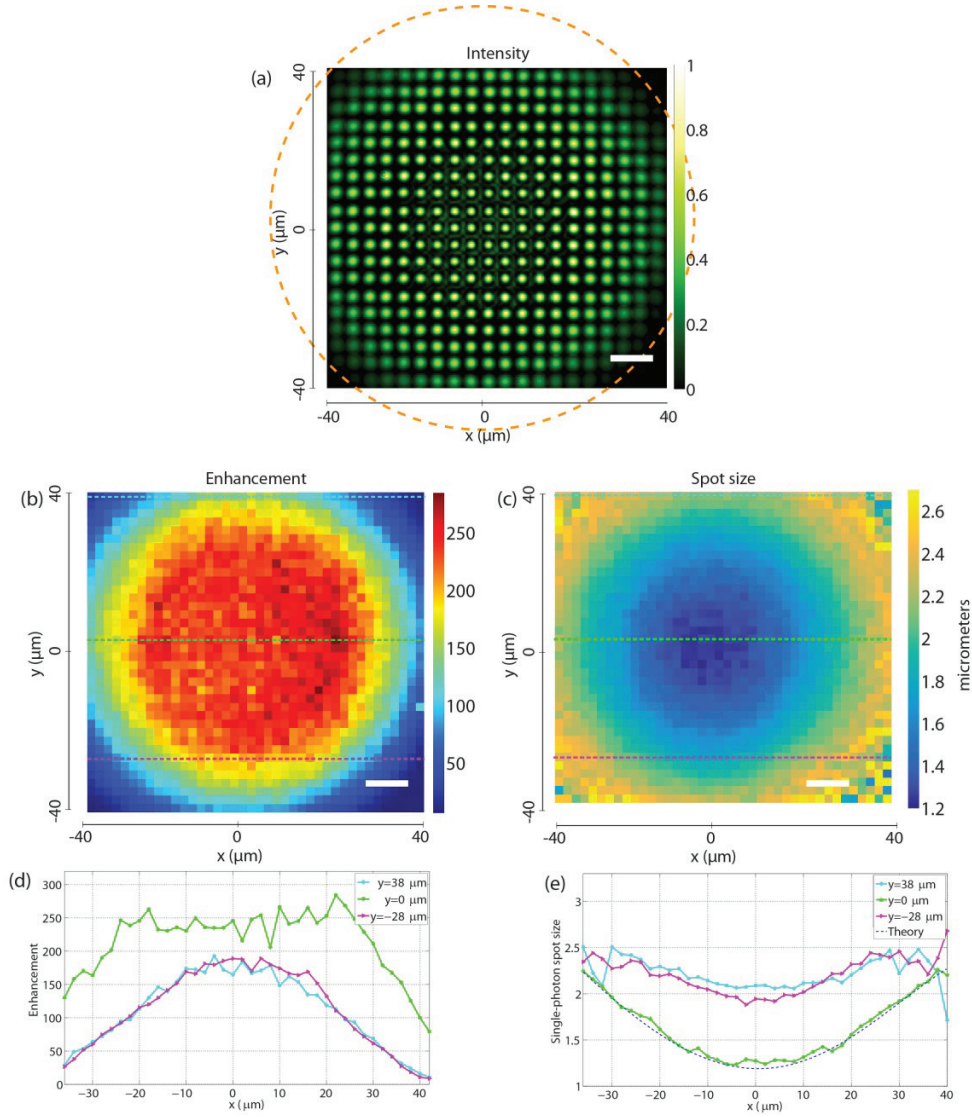 Intensity
(a)
40
0
-40
y (µm)
-40
0
40
x (µm)
1
0.8
0.6
0.4
0.2
0
Enhancement
(b)
40
0
-40
y (µm)
-40
0
40
x (µm)
250
200
150
100
50
Spot size
(c)
40
0
-40
y (µm)
-40
0
40
x (µm)
2.6
2.4
2.2
2
1.8
1.6
1.4
1.2
micrometers
(d)
300
250
200
150
100
50
0
Enhancement
−30
−20
−10
0
10
20
30
40
x (µm)
y=38 µm
y=0 µm
y=−28 µm
(e)
3
2.5
2
1.5
1
Single-photon spot size
−30
−20
−10
0
10
20
30
40
x (µm)
y=38 µm
y=0 µm
y=−28 µm
Theory